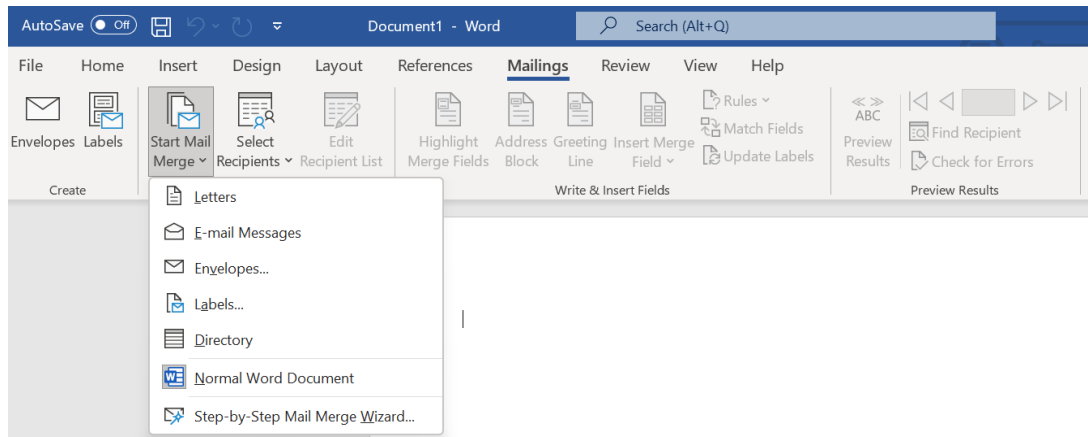 AutoSave Off Document1 - Word Search (Alt+Q)
File Home Insert Design Layout References Mailings Review View Help
Envelopes
Labels
Start Mail
Merge
Select
Recipients
Edit
Recipient List
Highlight
Merge Fields
Address
Block
Greeting
Line
Insert Merge
Field
Rules
Match Fields
Update Labels
ABC
Preview
Results
Find Recipient
Check for Errors
Create
Write & Insert Fields
Preview Results
Letters
E-mail Messages
Envelopes...
Labels...
Directory
W
Normal Word Document
Step-by-Step Mail Merge Wizard...